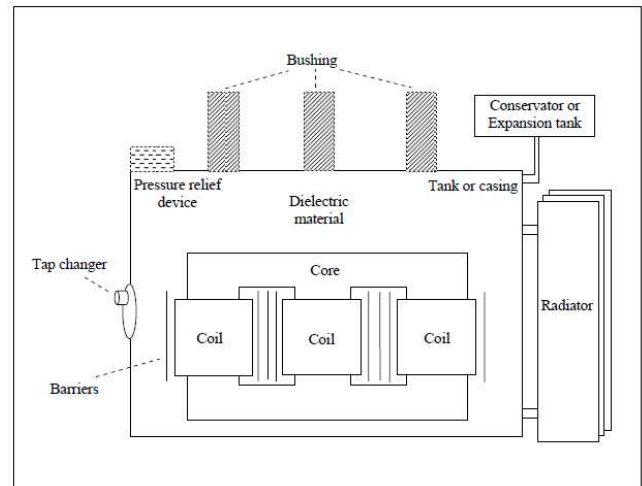 Bushing
Conservator or
Expansion tank
Pressure relief
device
Dielectric
material
Tank or casing
Tap changer
Core
Radiator
Coil
Coil
Coil
Barriers